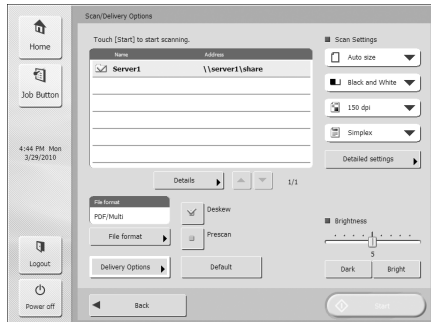 Scan/Delivery Options
Home
Job Button
4:44 PM Mon
3/29/2010
Logout
Power off
Touch [Start] to start scanning.
Name Address
Server1 \\server1\share
Details 1/1
File format
PDF/Multi
File format
Delivery Options
Deskew
Prescan
Default
Scan Settings
Auto size
Black and White
150 dpi
Simplex
Detailed settings
Brightness
5
Dark Bright
Back
Start